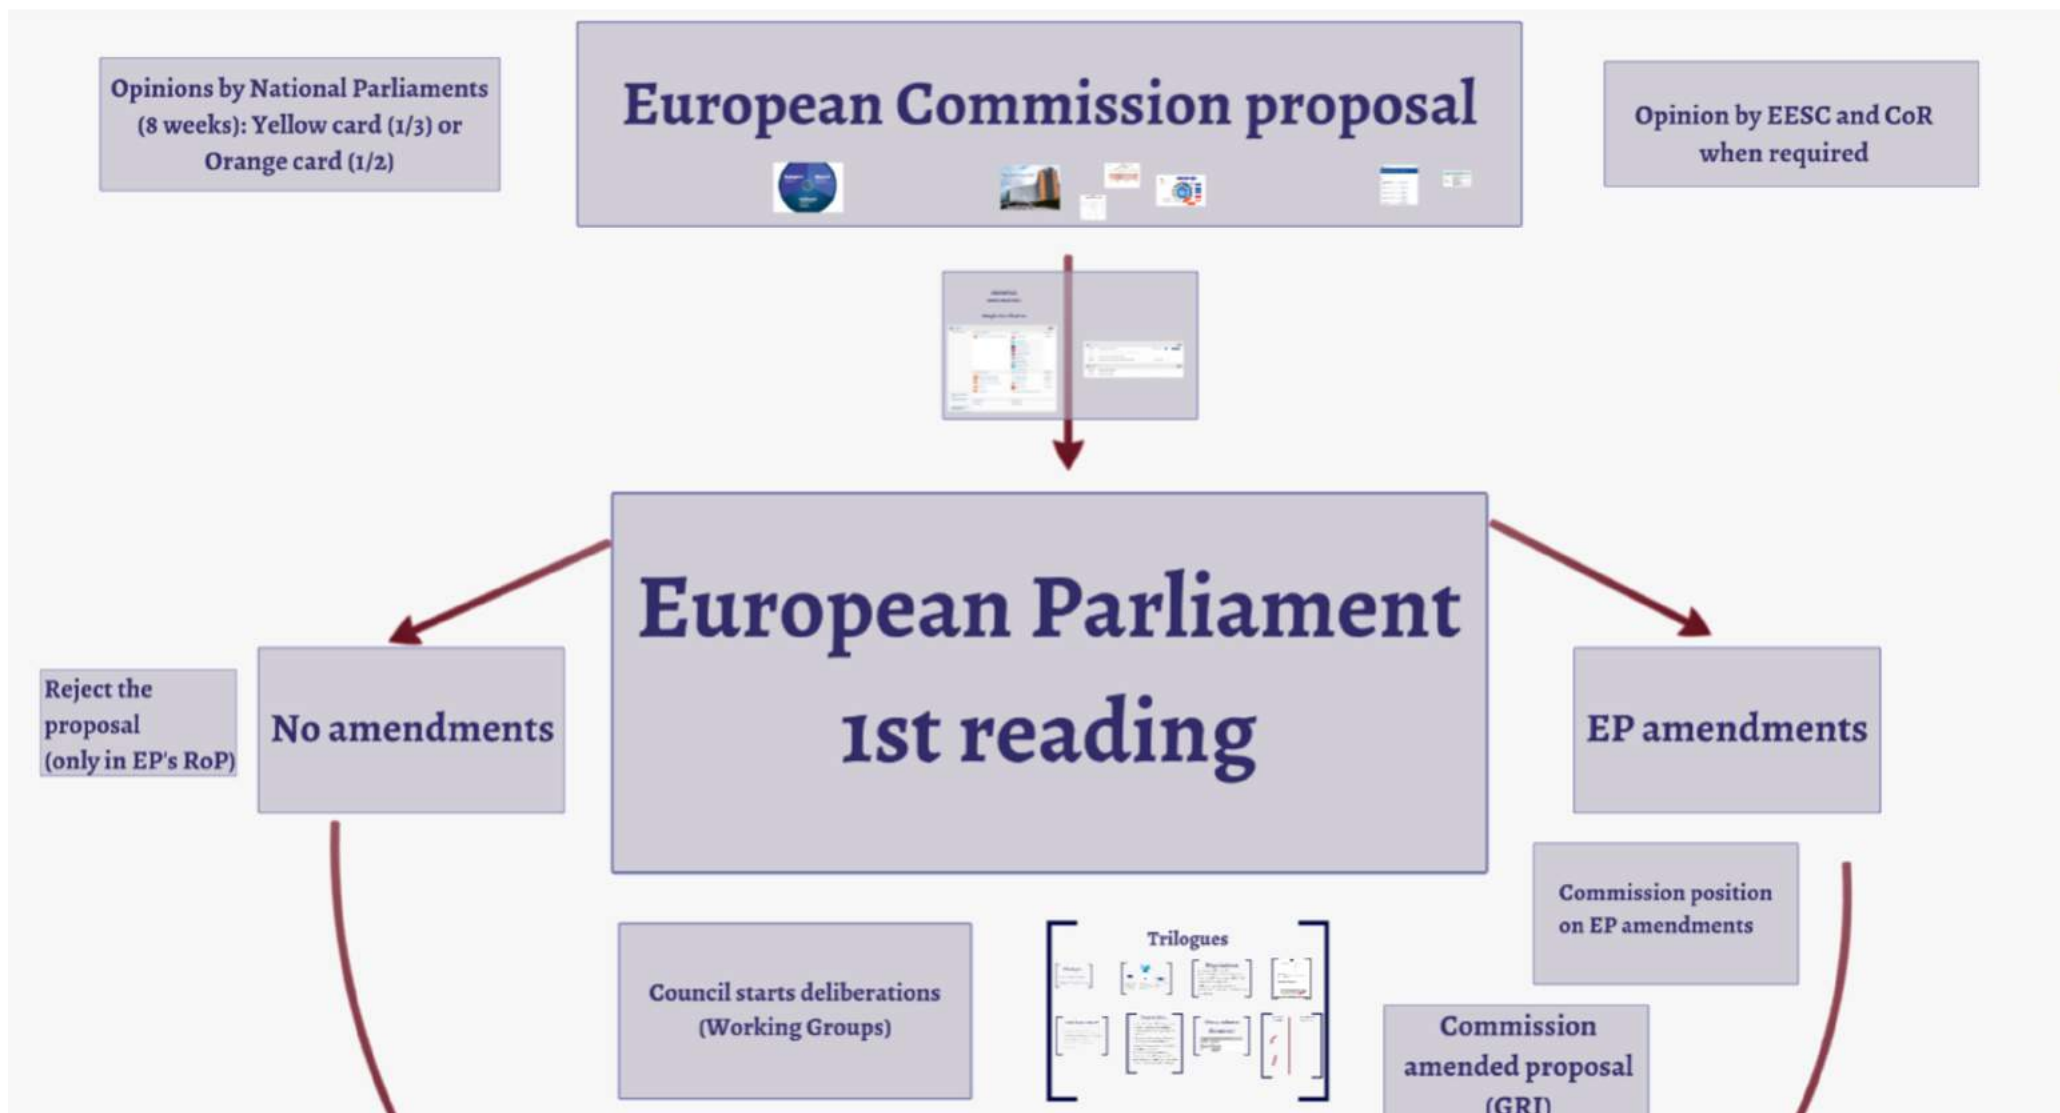 Opinions by National Parliaments
(8 weeks): Yellow card (1/3) or
Orange card (1/2)
European Commission proposal
Opinion by EESC and CoR
when required
European Parliament
1st reading
Reject the
proposal
(only in EP's RoP)
No amendments
EP amendments
Commission position
on EP amendments
Council starts deliberations
(Working Groups)
Trilogues
Commission
amended proposal
(GRI)